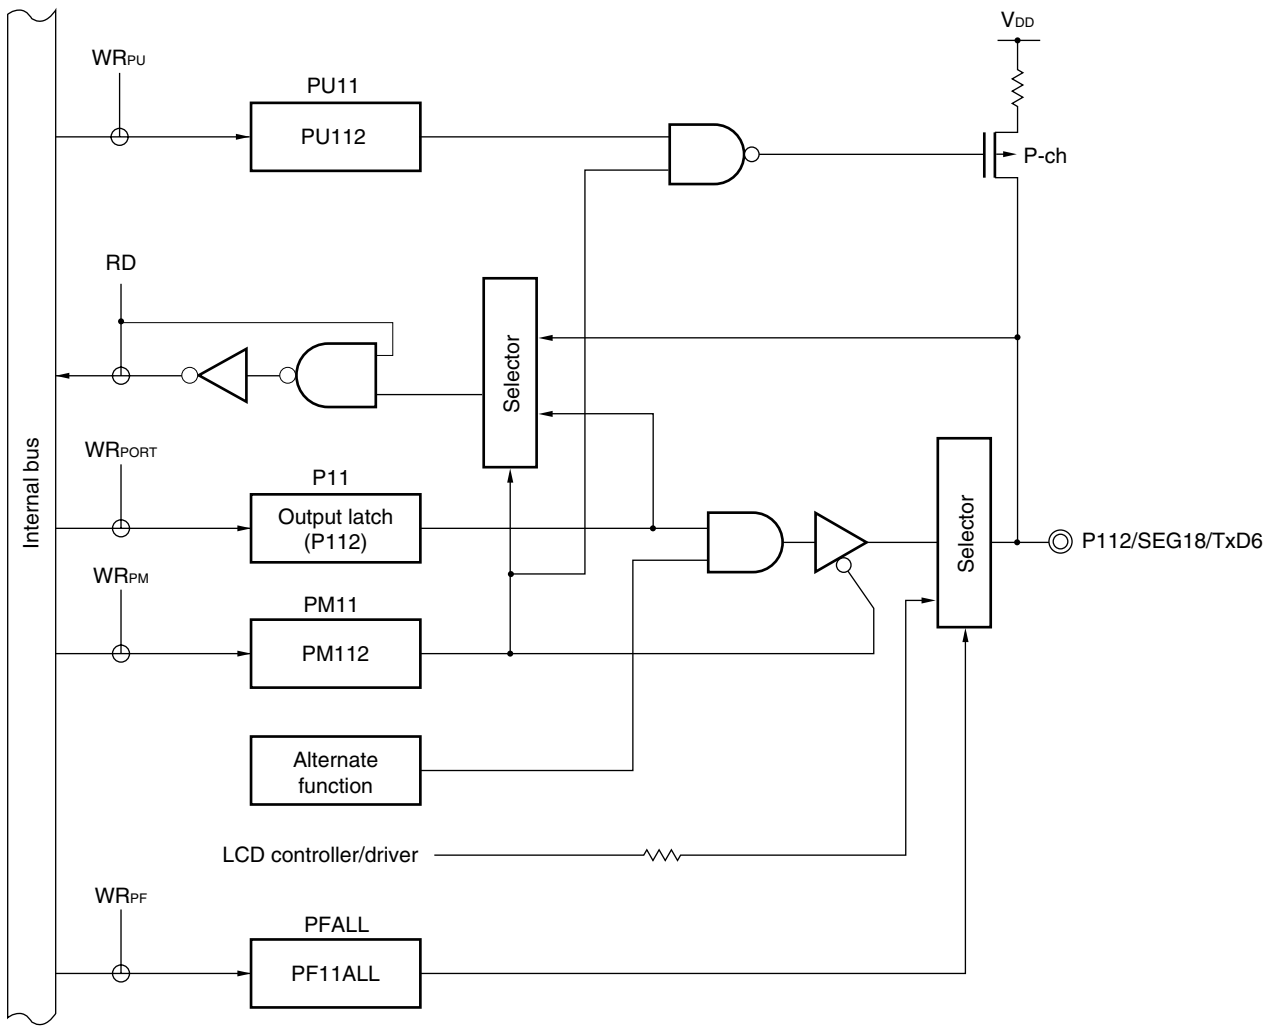 VDD
WRPU
PU11
PU112
P-ch
RD
Selector
WRPORT
P11
Output latch
(P112)
Internal bus
Selector
P112/SEG18/TxD6
WRPM
PM11
PM112
Alternate
function
LCD controller/driver
WRPF
PFALL
PF11ALL